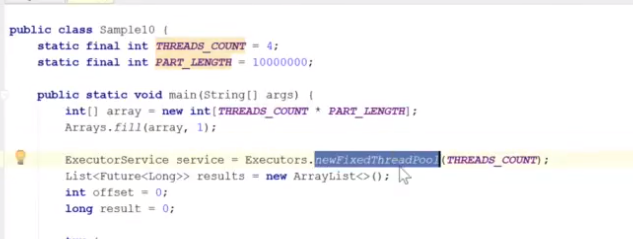 public class Sample10 {
static final int THREADS_COUNT = 4;
static final int PART_LENGTH = 10000000;
public static void main(String[] args) {
int[] array = new int[THREADS_COUNT * PART_LENGTH];
Arrays.fill(array, 1);
ExecutorService service = Executors.newFixedThreadPool(THREADS_COUNT);
List<Future<Long>> results = new ArrayList<>();
int offset = 0;
long result = 0;